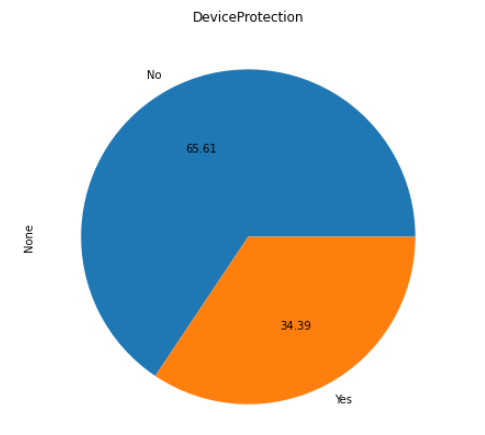 DeviceProtection
No
65.61
None
34.39
Yes